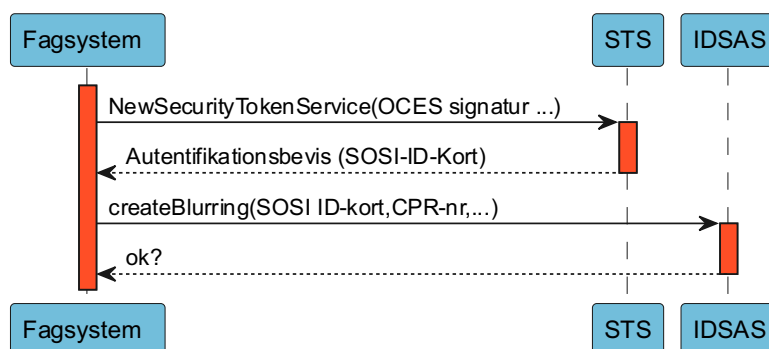 Fagsystem
STS
IDSAS
NewSecurityTokenService(OCES signatur ...)
Autentifikationsbevis (SOSI-ID-Kort)
createBlurring(SOSI ID-kort,CPR-nr,...)
ok?
Fagsystem
STS
IDSAS